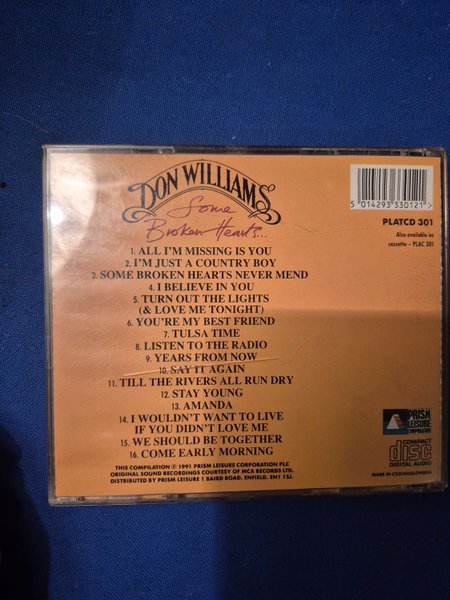 DON WILLIAMS
Some
Broken Hearts...
5 014293 330121 >
PLATCD 301
Also available on
cassette – PLAC 301
1. ALL I'M MISSING IS YOU
2. I'M JUST A COUNTRY BOY
3. SOME BROKEN HEARTS NEVER MEND
4. I BELIEVE IN YOU
5. TURN OUT THE LIGHTS
(& LOVE ME TONIGHT)
6. YOU'RE MY BEST FRIEND
7. TULSA TIME
8. LISTEN TO THE RADIO
9. YEARS FROM NOW
10. SAY IT AGAIN
11. TILL THE RIVERS ALL RUN DRY
12. STAY YOUNG
13. AMANDA
14. I WOULDN'T WANT TO LIVE
IF YOU DIDN'T LOVE ME
15. WE SHOULD BE TOGETHER
16. COME EARLY MORNING
PRISM
LEISURE
CORPORATION
COMPACT
disc
DIGITAL AUDIO
THIS COMPILATION ℗ 1991 PRISM LEISURE CORPORATION PLC
ORIGINAL SOUND RECORDINGS COURTESY OF MCA RECORDS LTD.
DISTRIBUTED BY PRISM LEISURE 1 BAIRD ROAD, ENFIELD. EN1 1SJ.
MADE IN CZECHOSLOVAKIA